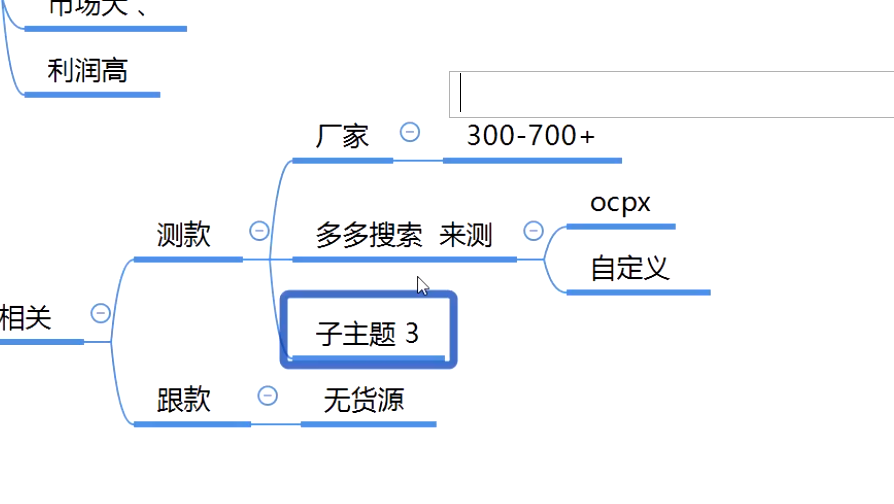 市场大、
利润高
厂家
300-700+
测款
多多搜索 来测
ocpx
自定义
相关
子主题 3
跟款
无货源